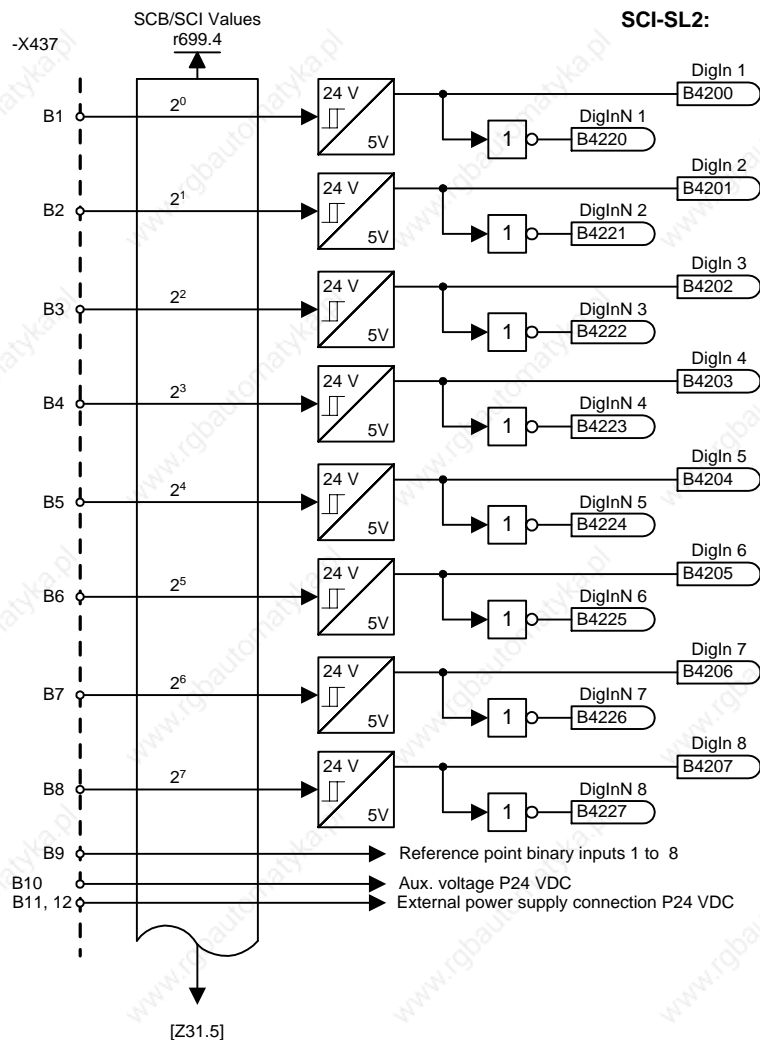 SCB/SCI Values
SCI-SL2:
-X437
r699.4
DigIn 1
B1
2⁰
24 V
5V
B4200
DigInN 1
1
B4220
DigIn 2
B2
2¹
24 V
5V
B4201
DigInN 2
1
B4221
DigIn 3
B3
2²
24 V
5V
B4202
DigInN 3
1
B4222
DigIn 4
B4
2³
24 V
5V
B4203
DigInN 4
1
B4223
DigIn 5
B5
2⁴
24 V
5V
B4204
DigInN 5
1
B4224
DigIn 6
B6
2⁵
24 V
5V
B4205
DigInN 6
1
B4225
DigIn 7
B7
2⁶
24 V
5V
B4206
DigInN 7
1
B4226
DigIn 8
B8
2⁷
24 V
5V
B4207
DigInN 8
1
B4227
B9
Reference point binary inputs 1 to 8
B10
Aux. voltage P24 VDC
B11, 12
External power supply connection P24 VDC
[Z31.5]
www.rgbautomatyka.pl